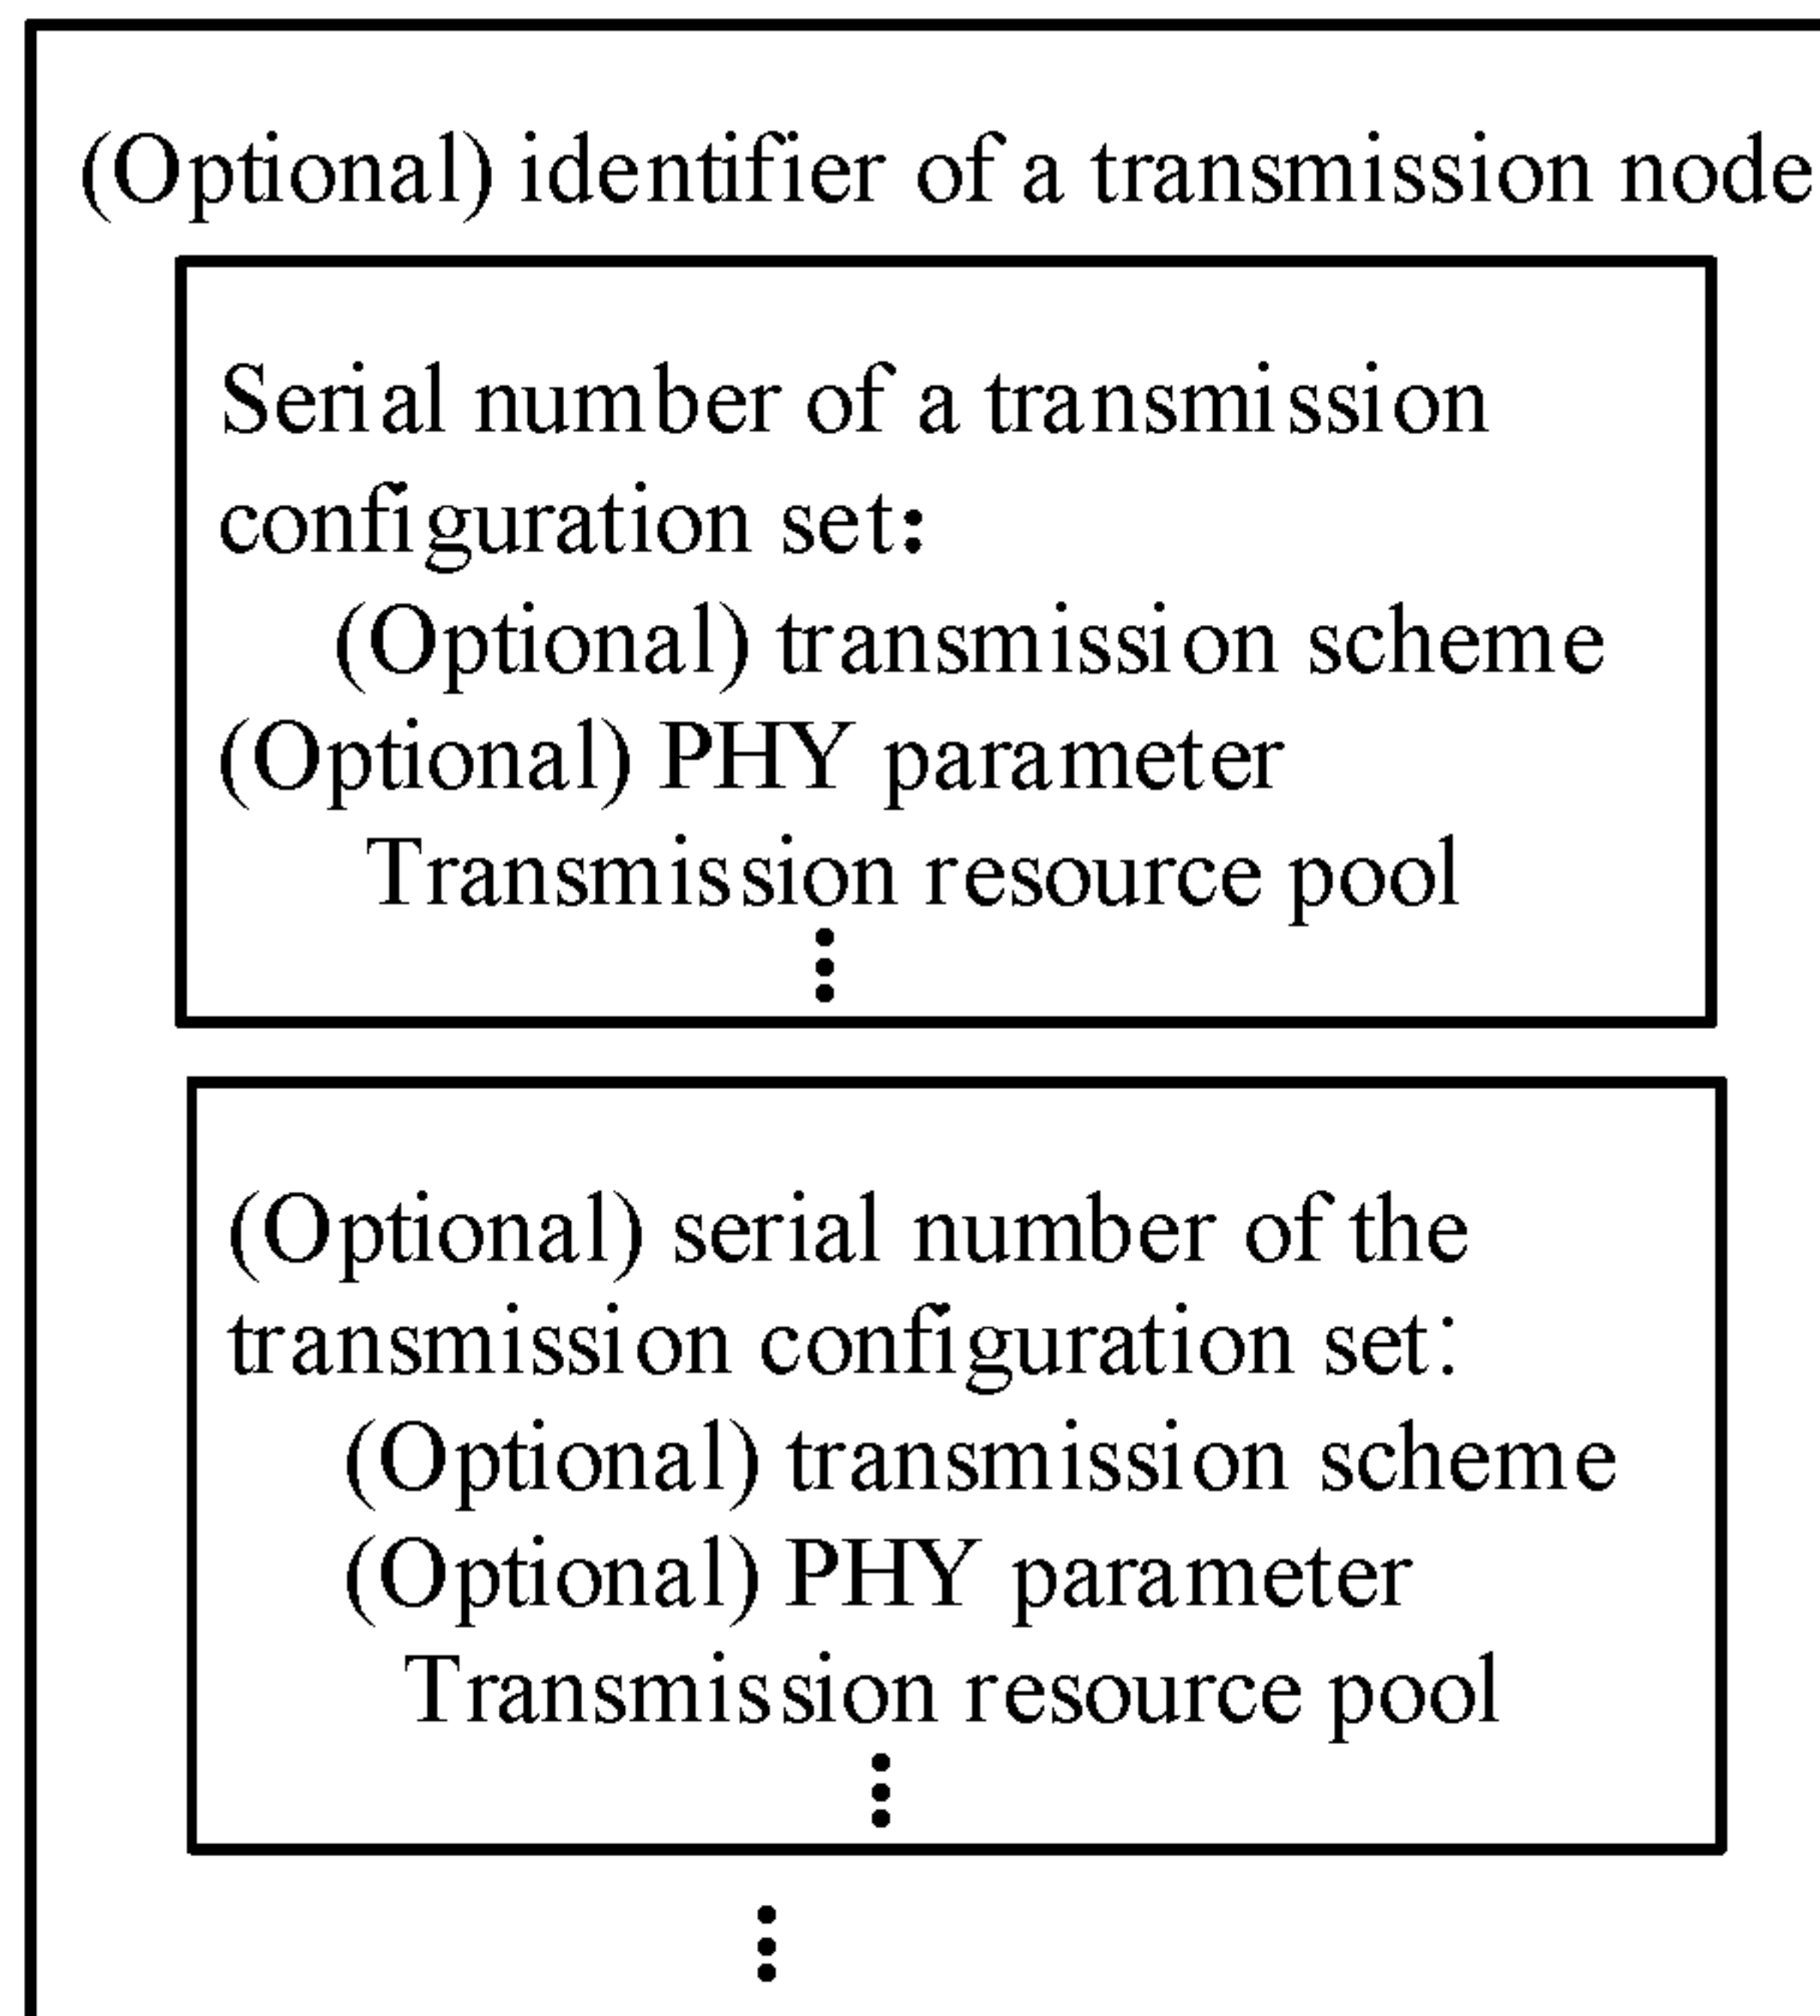 (Optional) identifier of a transmission node
Serial number of a transmission
configuration set:
(Optional) transmission scheme
(Optional) PHY parameter
Transmission resource pool
(Optional) serial number of the
transmission configuration set:
(Optional) transmission scheme
(Optional) PHY parameter
Transmission resource pool